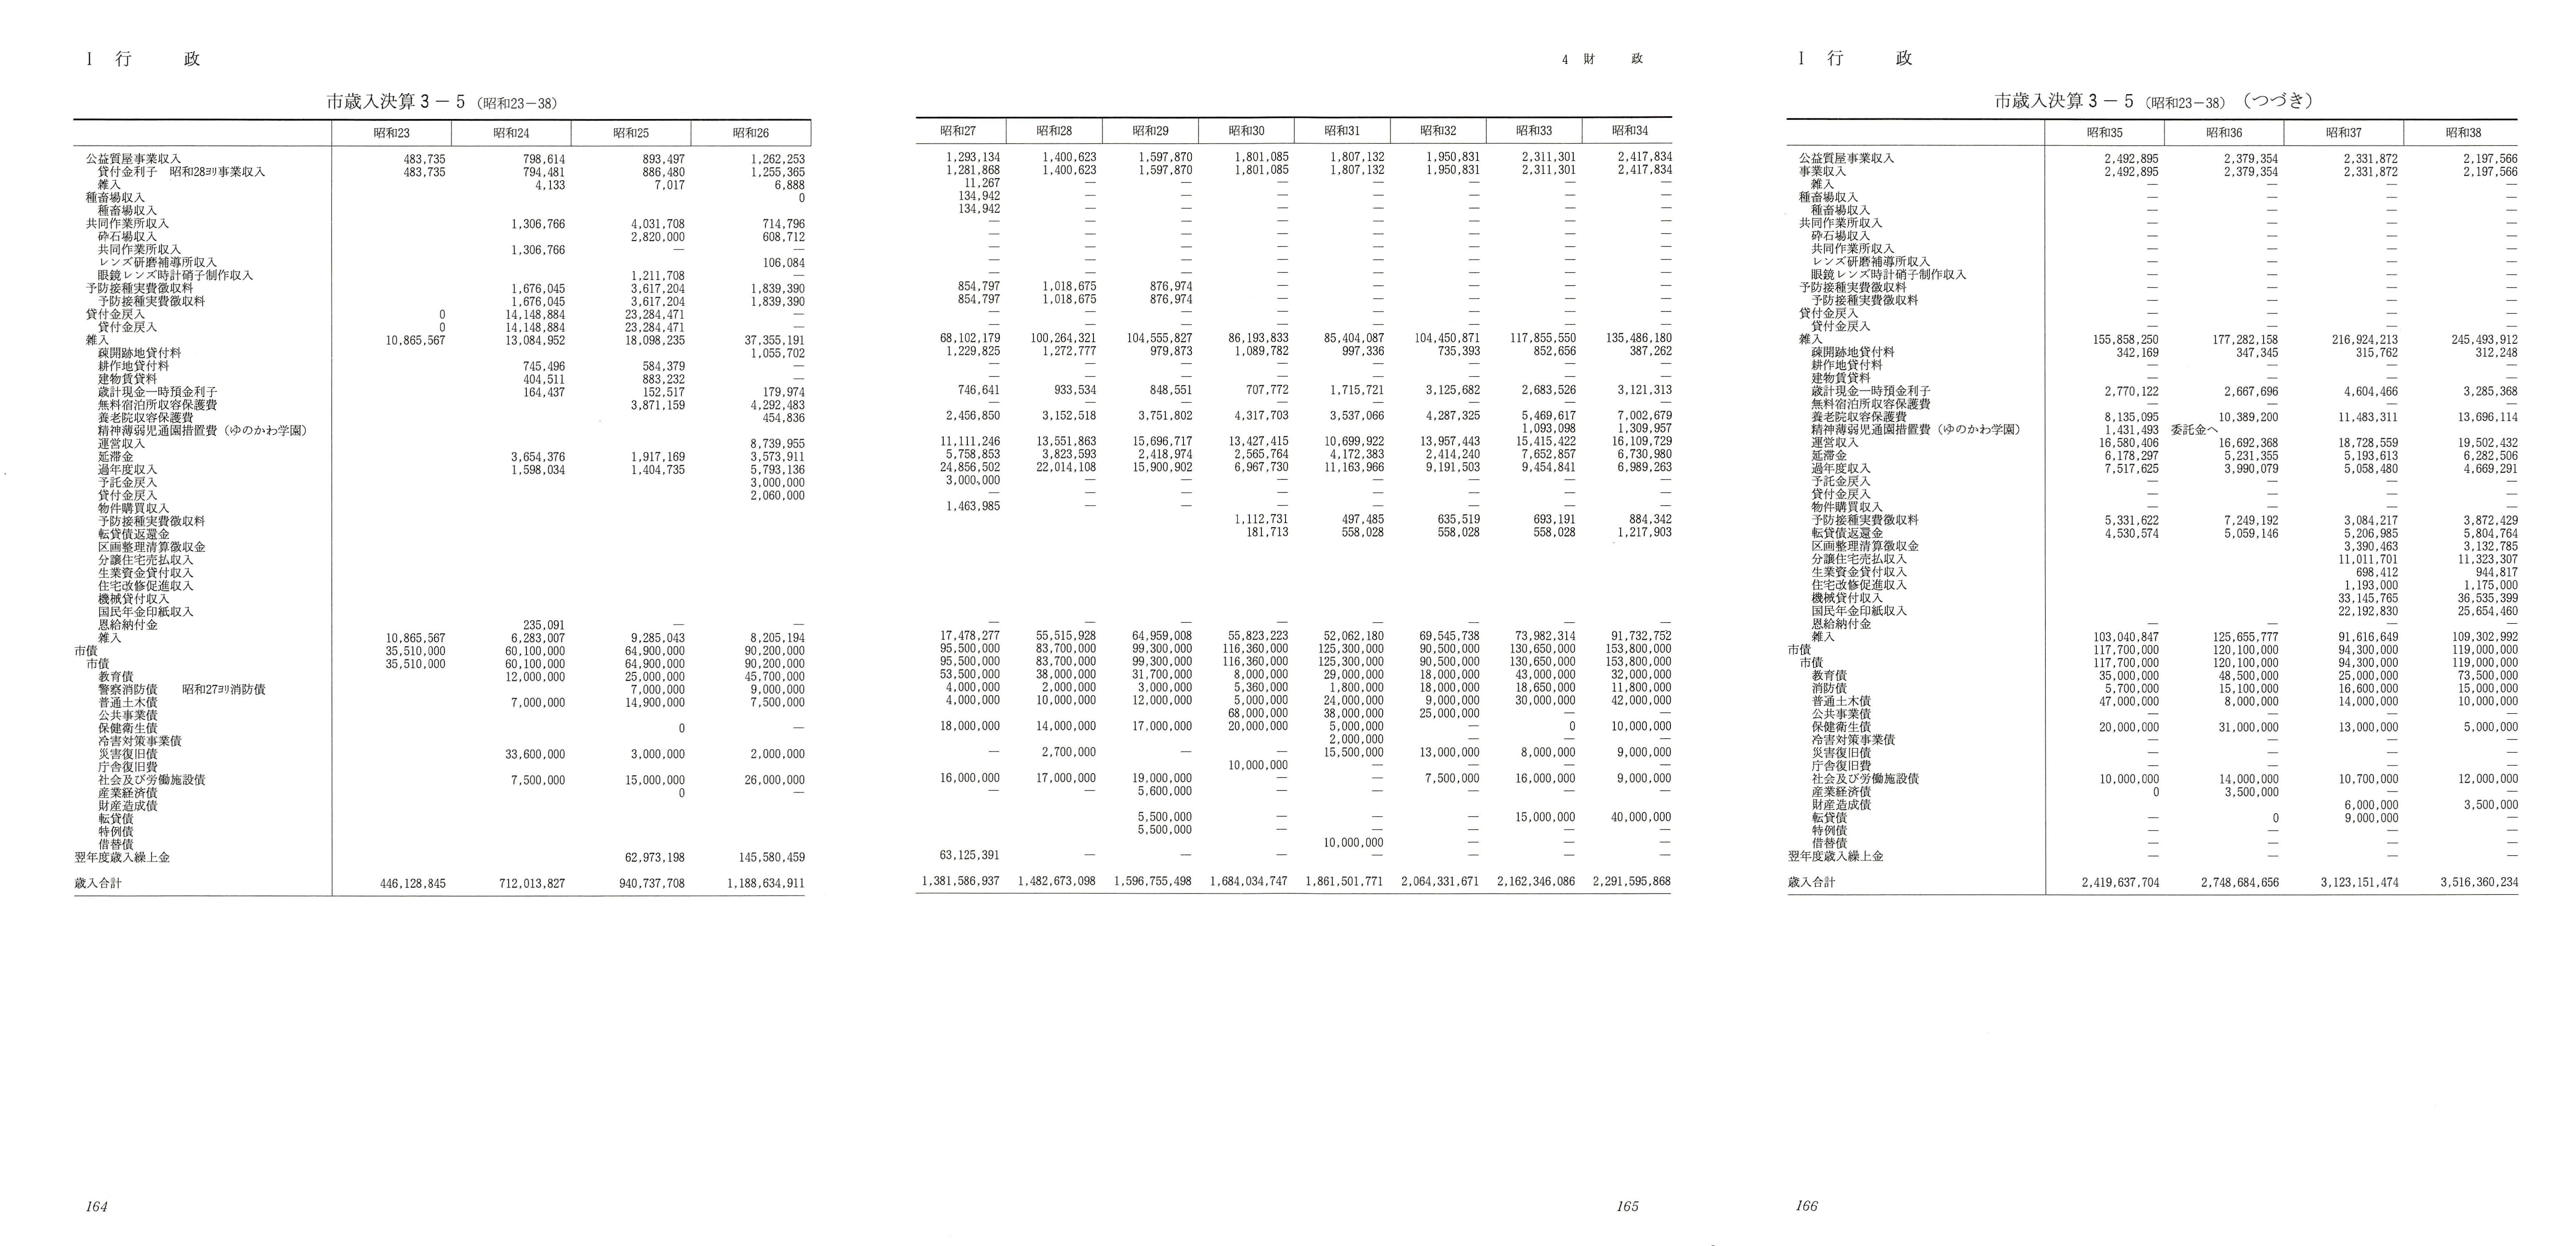 Ⅰ 行 政
市歳入決算3－5（昭和23－38）
昭和23 昭和24 昭和25 昭和26
公益質屋事業収入 483,735 798,614 893,497 1,262,253
貸付金利子 昭和28ヨリ事業収入 483,735 794,481 886,480 1,255,365
雑入 4,133 7,017 6,888
種畜場収入 0
種畜場収入
共同作業所収入 1,306,766 4,031,708 714,796
砕石場収入 2,820,000 608,712
共同作業所収入 1,306,766 — —
レンズ研磨補導所収入 106,084
眼鏡レンズ時計硝子制作収入 1,211,708 —
予防接種実費徴収料 1,676,045 3,617,204 1,839,390
予防接種実費徴収料 1,676,045 3,617,204 1,839,390
貸付金戻入 0 14,148,884 23,284,471 —
貸付金戻入 0 14,148,884 23,284,471 —
雑入 10,865,567 13,084,952 18,098,235 37,355,191
疎開跡地貸付料 1,055,702
耕作地貸付料 745,496 584,379 —
建物賃貸料 404,511 883,232 —
歳計現金一時預金利子 164,437 152,517 179,974
無料宿泊所収容保護費 3,871,159 4,292,483
養老院収容保護費 454,836
精神薄弱児通園措置費（ゆのかわ学園）
運営収入 8,739,955
延滞金 3,654,376 1,917,169 3,573,911
過年度収入 1,598,034 1,404,735 5,793,136
予託金戻入 3,000,000
貸付金戻入 2,060,000
物件購買収入
予防接種実費徴収料
転貸債返還金
区画整理清算徴収金
分譲住宅売払収入
生業資金貸付収入
住宅改修促進収入
機械貸付収入
国民年金印紙収入
恩給納付金 235,091 — —
雑入 10,865,567 6,283,007 9,285,043 8,205,194
市債 35,510,000 60,100,000 64,900,000 90,200,000
市債 35,510,000 60,100,000 64,900,000 90,200,000
教育債 12,000,000 25,000,000 45,700,000
警察消防債 昭和27ヨリ消防債 7,000,000 9,000,000
普通土木債 7,000,000 14,900,000 7,500,000
公共事業債
保健衛生債 0 —
冷害対策事業債
災害復旧債 33,600,000 3,000,000 2,000,000
庁舎復旧費
社会及び労働施設債 7,500,000 15,000,000 26,000,000
産業経済債 0 —
財産造成債
転貸債
特例債
借替債
翌年度歳入繰上金 62,973,198 145,580,459
歳入合計 446,128,845 712,013,827 940,737,708 1,188,634,911
164
4 財 政
昭和27 昭和28 昭和29 昭和30 昭和31 昭和32 昭和33 昭和34
1,293,134 1,400,623 1,597,870 1,801,085 1,807,132 1,950,831 2,311,301 2,417,834
1,281,868 1,400,623 1,597,870 1,801,085 1,807,132 1,950,831 2,311,301 2,417,834
11,267 — — — — — — —
134,942 — — — — — — —
134,942 — — — — — — —
— — — — — — — —
— — — — — — — —
— — — — — — — —
— — — — — — — —
— — — — — — — —
854,797 1,018,675 876,974 — — — — —
854,797 1,018,675 876,974 — — — — —
— — — — — — — —
— — — — — — — —
68,102,179 100,264,321 104,555,827 86,193,833 85,404,087 104,450,871 117,855,550 135,486,180
1,229,825 1,272,777 979,873 1,089,782 997,336 735,393 852,656 387,262
— — — — — — — —
— — — — — — — —
746,641 933,534 848,551 707,772 1,715,721 3,125,682 2,683,526 3,121,313
— — — — — — — —
2,456,850 3,152,518 3,751,802 4,317,703 3,537,066 4,287,325 5,469,617 7,002,679
1,093,098 1,309,957
11,111,246 13,551,863 15,696,717 13,427,415 10,699,922 13,957,443 15,415,422 16,109,729
5,758,853 3,823,593 2,418,974 2,565,764 4,172,383 2,414,240 7,652,857 6,730,980
24,856,502 22,014,108 15,900,902 6,967,730 11,163,966 9,191,503 9,454,841 6,989,263
3,000,000 — — — — — — —
— — — — — — — —
1,463,985 — — — — — — —
1,112,731 497,485 635,519 693,191 884,342
181,713 558,028 558,028 558,028 1,217,903
— — — — — — — —
17,478,277 55,515,928 64,959,008 55,823,223 52,062,180 69,545,738 73,982,314 91,732,752
95,500,000 83,700,000 99,300,000 116,360,000 125,300,000 90,500,000 130,650,000 153,800,000
95,500,000 83,700,000 99,300,000 116,360,000 125,300,000 90,500,000 130,650,000 153,800,000
53,500,000 38,000,000 31,700,000 8,000,000 29,000,000 18,000,000 43,000,000 32,000,000
4,000,000 2,000,000 3,000,000 5,360,000 1,800,000 18,000,000 18,650,000 11,800,000
4,000,000 10,000,000 12,000,000 5,000,000 24,000,000 9,000,000 30,000,000 42,000,000
68,000,000 38,000,000 25,000,000 — —
18,000,000 14,000,000 17,000,000 20,000,000 5,000,000 — 0 10,000,000
2,000,000 — — —
— 2,700,000 — — 15,500,000 13,000,000 8,000,000 9,000,000
10,000,000 — — — —
16,000,000 17,000,000 19,000,000 — — 7,500,000 16,000,000 9,000,000
— — 5,600,000 — — — — —
5,500,000 — — — 15,000,000 40,000,000
5,500,000 — — — — —
10,000,000 — — —
63,125,391 — — — — — — —
1,381,586,937 1,482,673,098 1,596,755,498 1,684,034,747 1,861,501,771 2,064,331,671 2,162,346,086 2,291,595,868
165
Ⅰ 行 政
市歳入決算3－5（昭和23－38）（つづき）
昭和35 昭和36 昭和37 昭和38
公益質屋事業収入 2,492,895 2,379,354 2,331,872 2,197,566
事業収入 2,492,895 2,379,354 2,331,872 2,197,566
雑入 — — — —
種畜場収入 — — — —
種畜場収入 — — — —
共同作業所収入 — — — —
砕石場収入 — — — —
共同作業所収入 — — — —
レンズ研磨補導所収入 — — — —
眼鏡レンズ時計硝子制作収入 — — — —
予防接種実費徴収料 — — — —
予防接種実費徴収料 — — — —
貸付金戻入 — — — —
貸付金戻入 — — — —
雑入 155,858,250 177,282,158 216,924,213 245,493,912
疎開跡地貸付料 342,169 347,345 315,762 312,248
耕作地貸付料 — — — —
建物賃貸料 — — — —
歳計現金一時預金利子 2,770,122 2,667,696 4,604,466 3,285,368
無料宿泊所収容保護費 — — — —
養老院収容保護費 8,135,095 10,389,200 11,483,311 13,696,114
精神薄弱児通園措置費（ゆのかわ学園） 1,431,493 委託金へ
運営収入 16,580,406 16,692,368 18,728,559 19,502,432
延滞金 6,178,297 5,231,355 5,193,613 6,282,506
過年度収入 7,517,625 3,990,079 5,058,480 4,669,291
予託金戻入 — — — —
貸付金戻入 — — — —
物件購買収入 — — — —
予防接種実費徴収料 5,331,622 7,249,192 3,084,217 3,872,429
転貸債返還金 4,530,574 5,059,146 5,206,985 5,804,764
区画整理清算徴収金 3,390,463 3,132,785
分譲住宅売払収入 11,011,701 11,323,307
生業資金貸付収入 698,412 944,817
住宅改修促進収入 1,193,000 1,175,000
機械貸付収入 33,145,765 36,535,399
国民年金印紙収入 22,192,830 25,654,460
恩給納付金 — — — —
雑入 103,040,847 125,655,777 91,616,649 109,302,992
市債 117,700,000 120,100,000 94,300,000 119,000,000
市債 117,700,000 120,100,000 94,300,000 119,000,000
教育債 35,000,000 48,500,000 25,000,000 73,500,000
消防債 5,700,000 15,100,000 16,600,000 15,000,000
普通土木債 47,000,000 8,000,000 14,000,000 10,000,000
公共事業債 — — — —
保健衛生債 20,000,000 31,000,000 13,000,000 5,000,000
冷害対策事業債 — — — —
災害復旧債 — — — —
庁舎復旧費 — — — —
社会及び労働施設債 10,000,000 14,000,000 10,700,000 12,000,000
産業経済債 0 3,500,000 — —
財産造成債 6,000,000 3,500,000
転貸債 — 0 9,000,000 —
特例債 — — — —
借替債 — — — —
翌年度歳入繰上金 — — — —
歳入合計 2,419,637,704 2,748,684,656 3,123,151,474 3,516,360,234
166